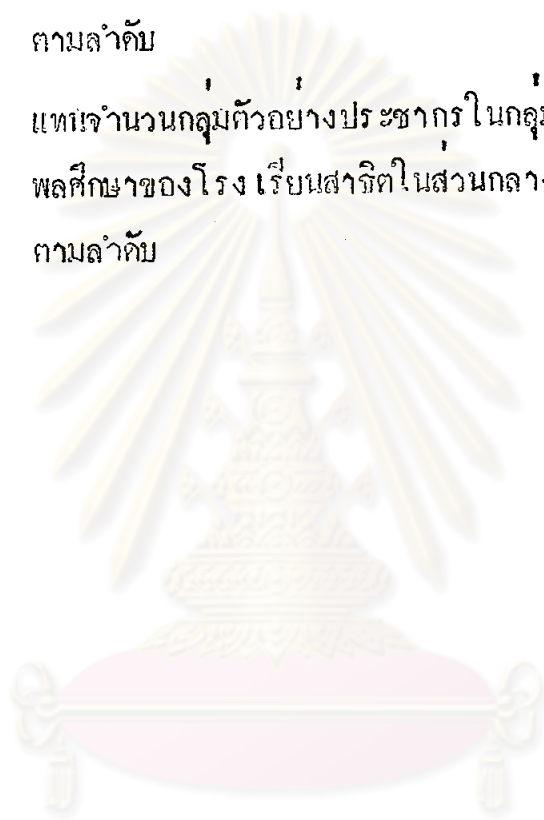 ตามลำดับ
แทนจำนวนกลุ่มตัวอย่างประชากรในกลุ่ม
พลศึกษาของโรงเรียนสาธิตในส่วนกลาง
ตามลำดับ